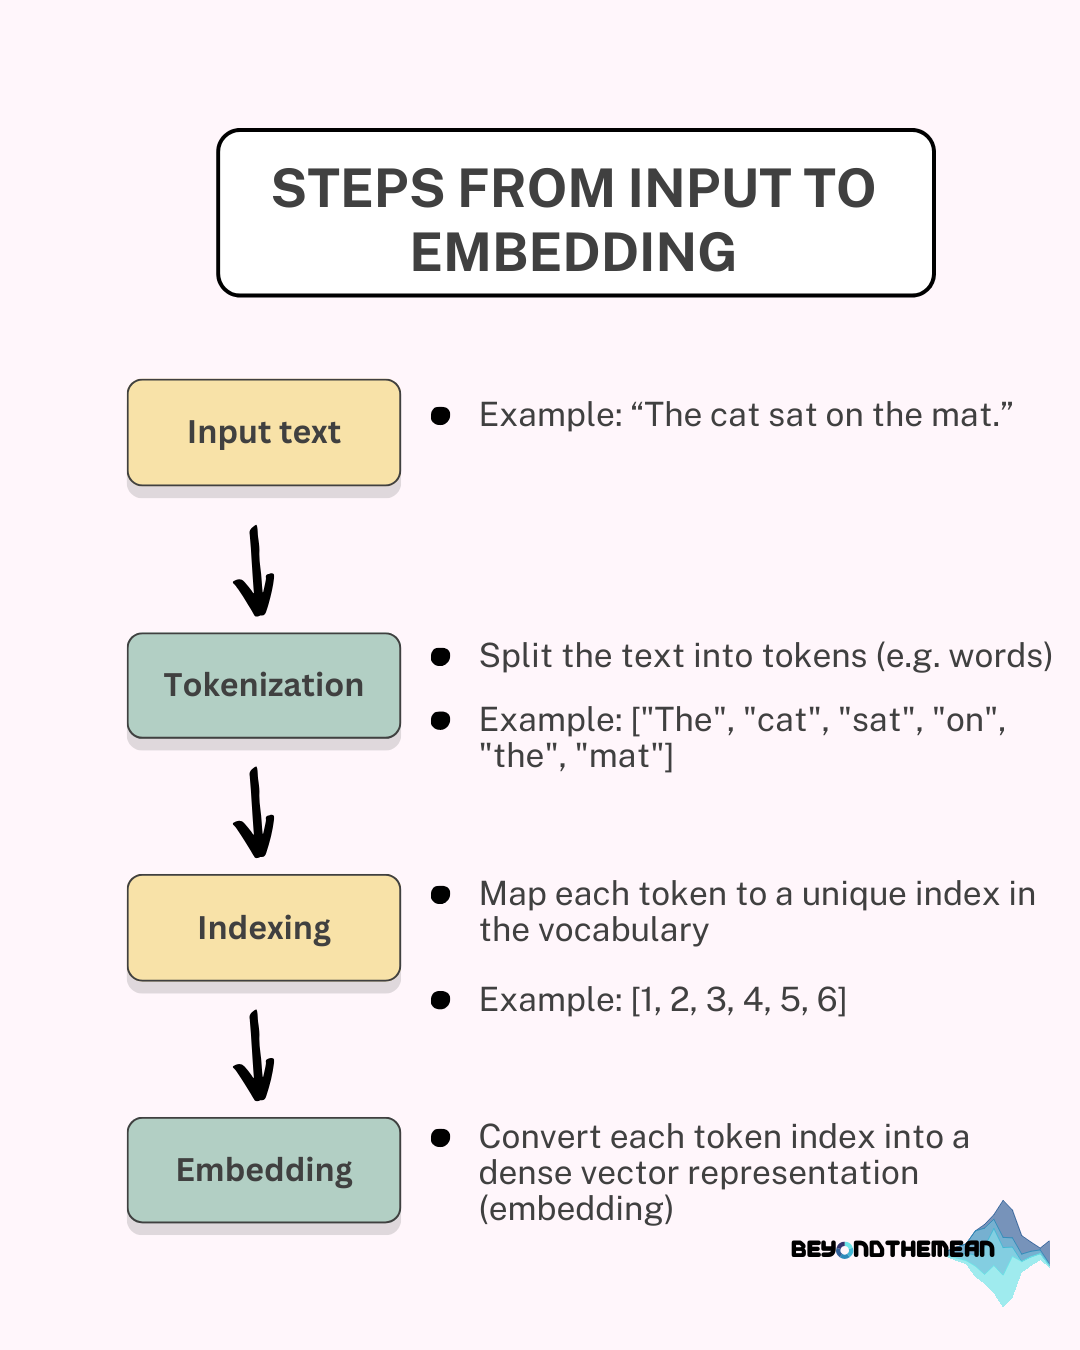 STEPS FROM INPUT TO
EMBEDDING
Input text
Example: “The cat sat on the mat.”
Tokenization
Split the text into tokens (e.g. words)
Example: ["The", "cat", "sat", "on",
"the", "mat"]
Indexing
Map each token to a unique index in
the vocabulary
Example: [1, 2, 3, 4, 5, 6]
Embedding
Convert each token index into a
dense vector representation
(embedding)
BEYONDTHEMEAN